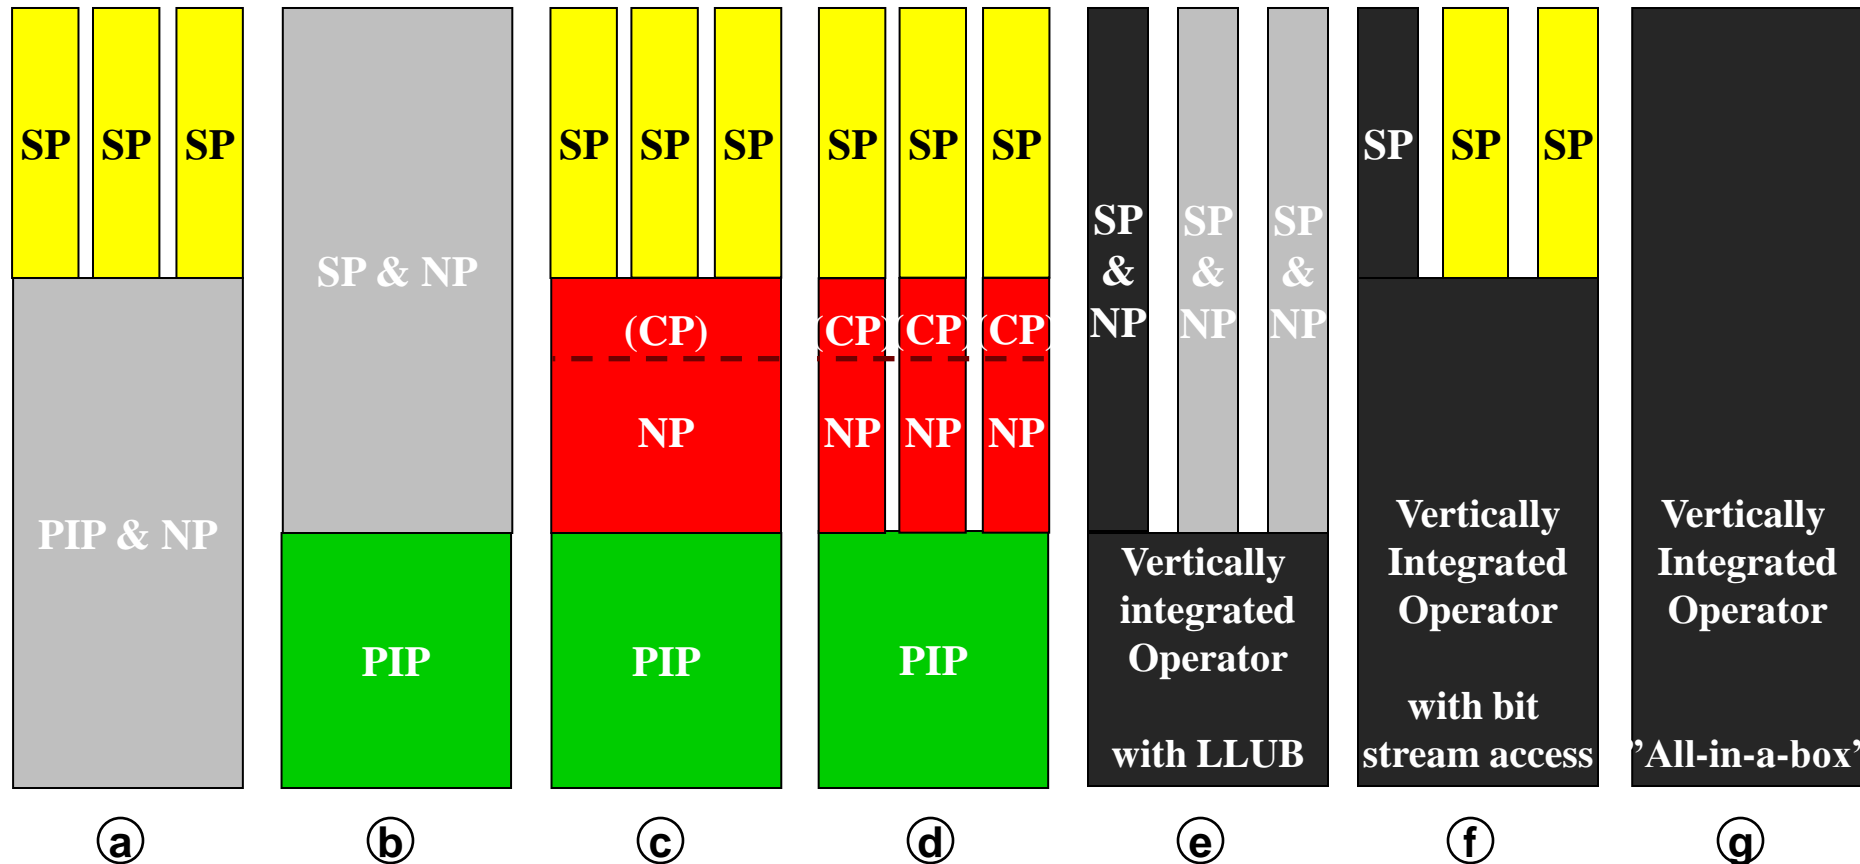 SP SP SP
PIP & NP
a
SP & NP
PIP
b
SP SP SP
(CP)
NP
PIP
c
SP SP SP
(CP) (CP) (CP)
NP NP NP
PIP
d
SP
&
NP
SP
&
NP
SP
&
NP
Vertically
integrated
Operator
with LLUB
e
SP SP SP
Vertically
Integrated
Operator
with bit
stream access
f
Vertically
Integrated
Operator
”All-in-a-box”
g